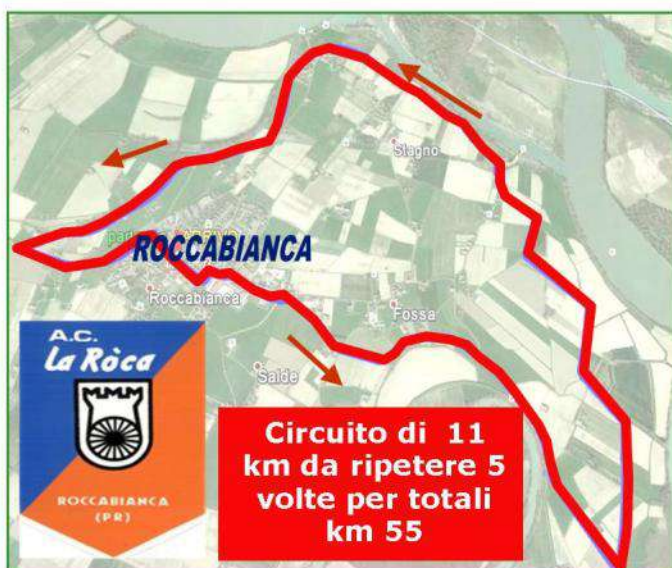 Stagno
ROCCABIANCA
Roccabianca
Fossa
Salde
A.C.
La Ròca
ROCCABIANCA
(PR)
Circuito di 11
km da ripetere 5
volte per totali
km 55